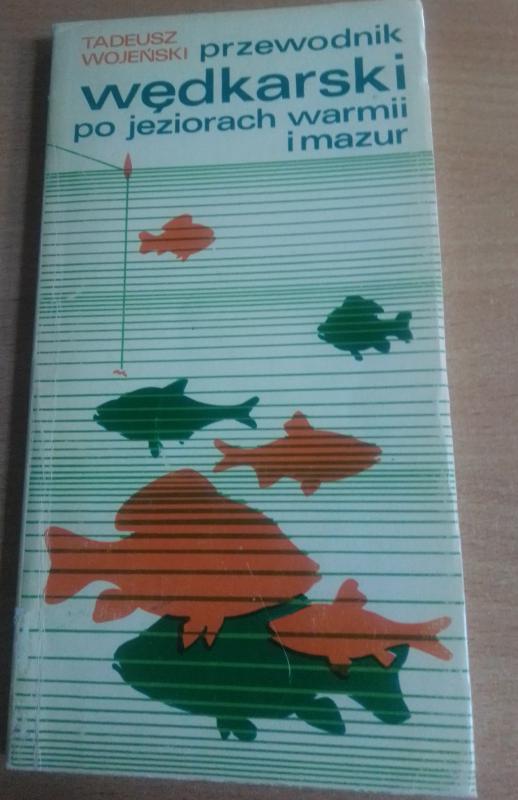 TADEUSZ
WOJEŃSKI
przewodnik
wędkarski
po jeziorach warmii
i mazur